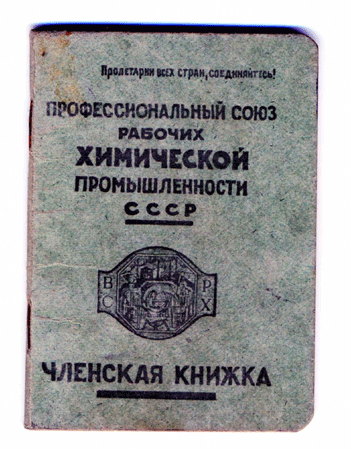 Пролетарии всех стран, соединяйтесь!
ПРОФЕССИОНАЛЬНЫЙ СОЮЗ
РАБОЧИХ
ХИМИЧЕСКОЙ
ПРОМЫШЛЕННОСТИ
СССР
В Р
С Х
ЧЛЕНСКАЯ КНИЖКА